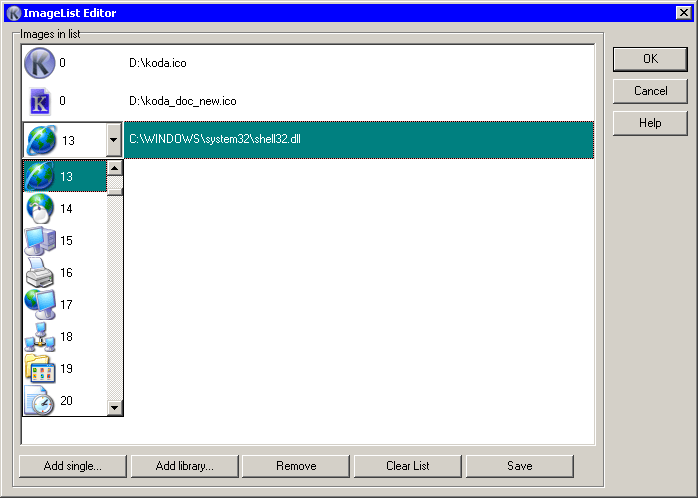 ImageList Editor
Images in list
0 D:\koda.ico
0 D:\koda_doc_new.ico
13 C:\WINDOWS\system32\shell32.dll
13
14
15
16
17
18
19
20
OK
Cancel
Help
Add single... Add library... Remove Clear List Save